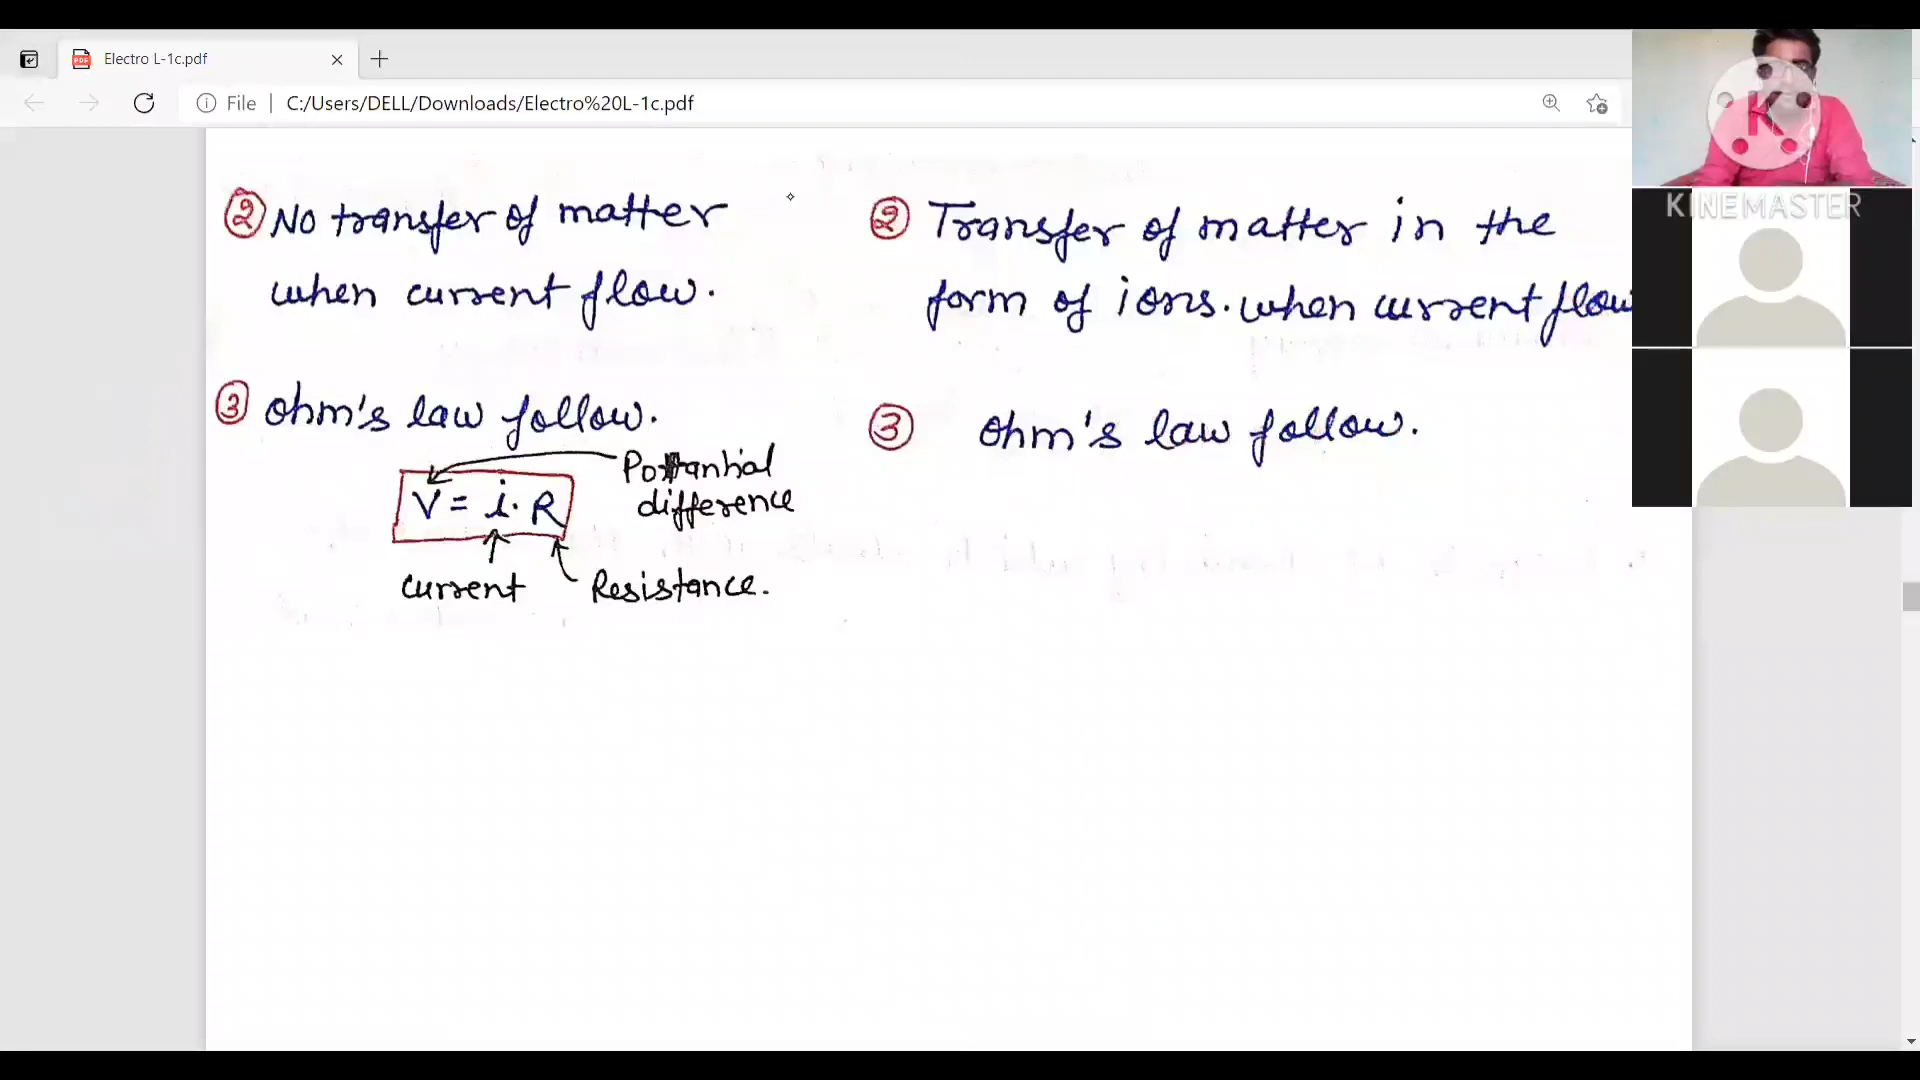 Electro L-1c.pdf
File | C:/Users/DELL/Downloads/Electro%20L-1c.pdf
KINEMASTER
② No transfer of matter
when current flow.
③ ohm's law follow.
Potantial
difference
V = i. R
current
Resistance.
② Transfer of matter in the
form of ions. when current flow
③ ohm's law follow.